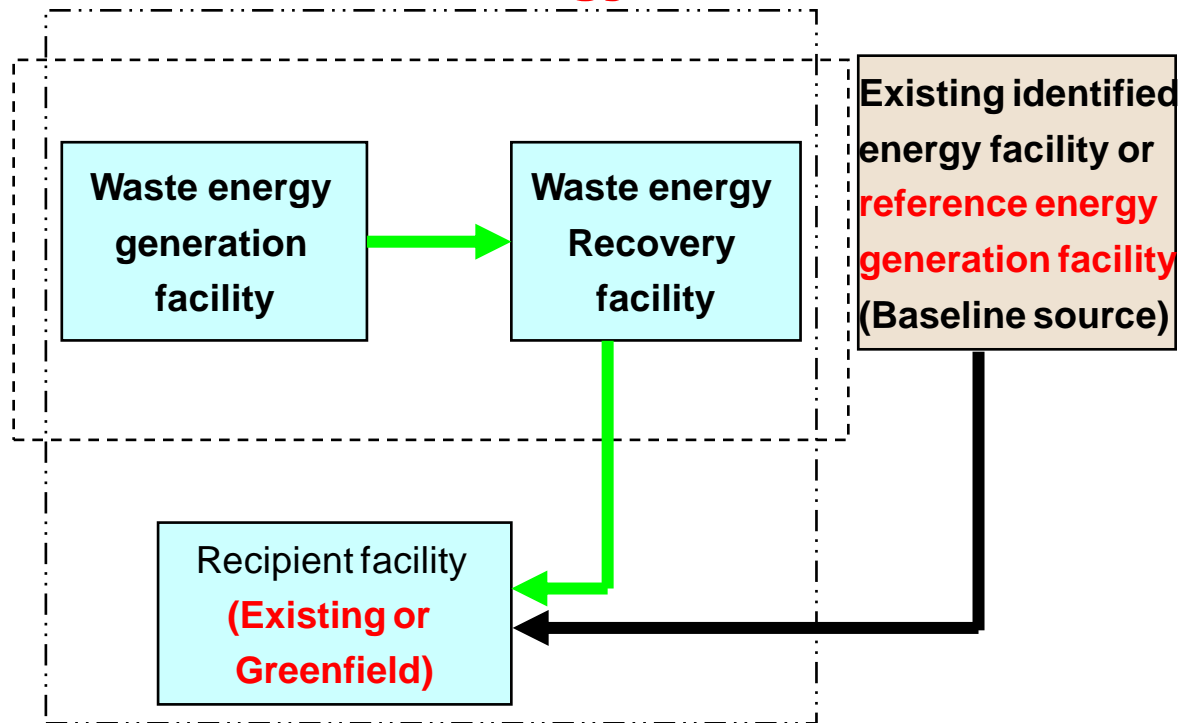 Waste energy
generation
facility
Waste energy
Recovery
facility
Existing identified
energy facility or
reference energy
generation facility
(Baseline source)
Recipient facility
(Existing or
Greenfield)